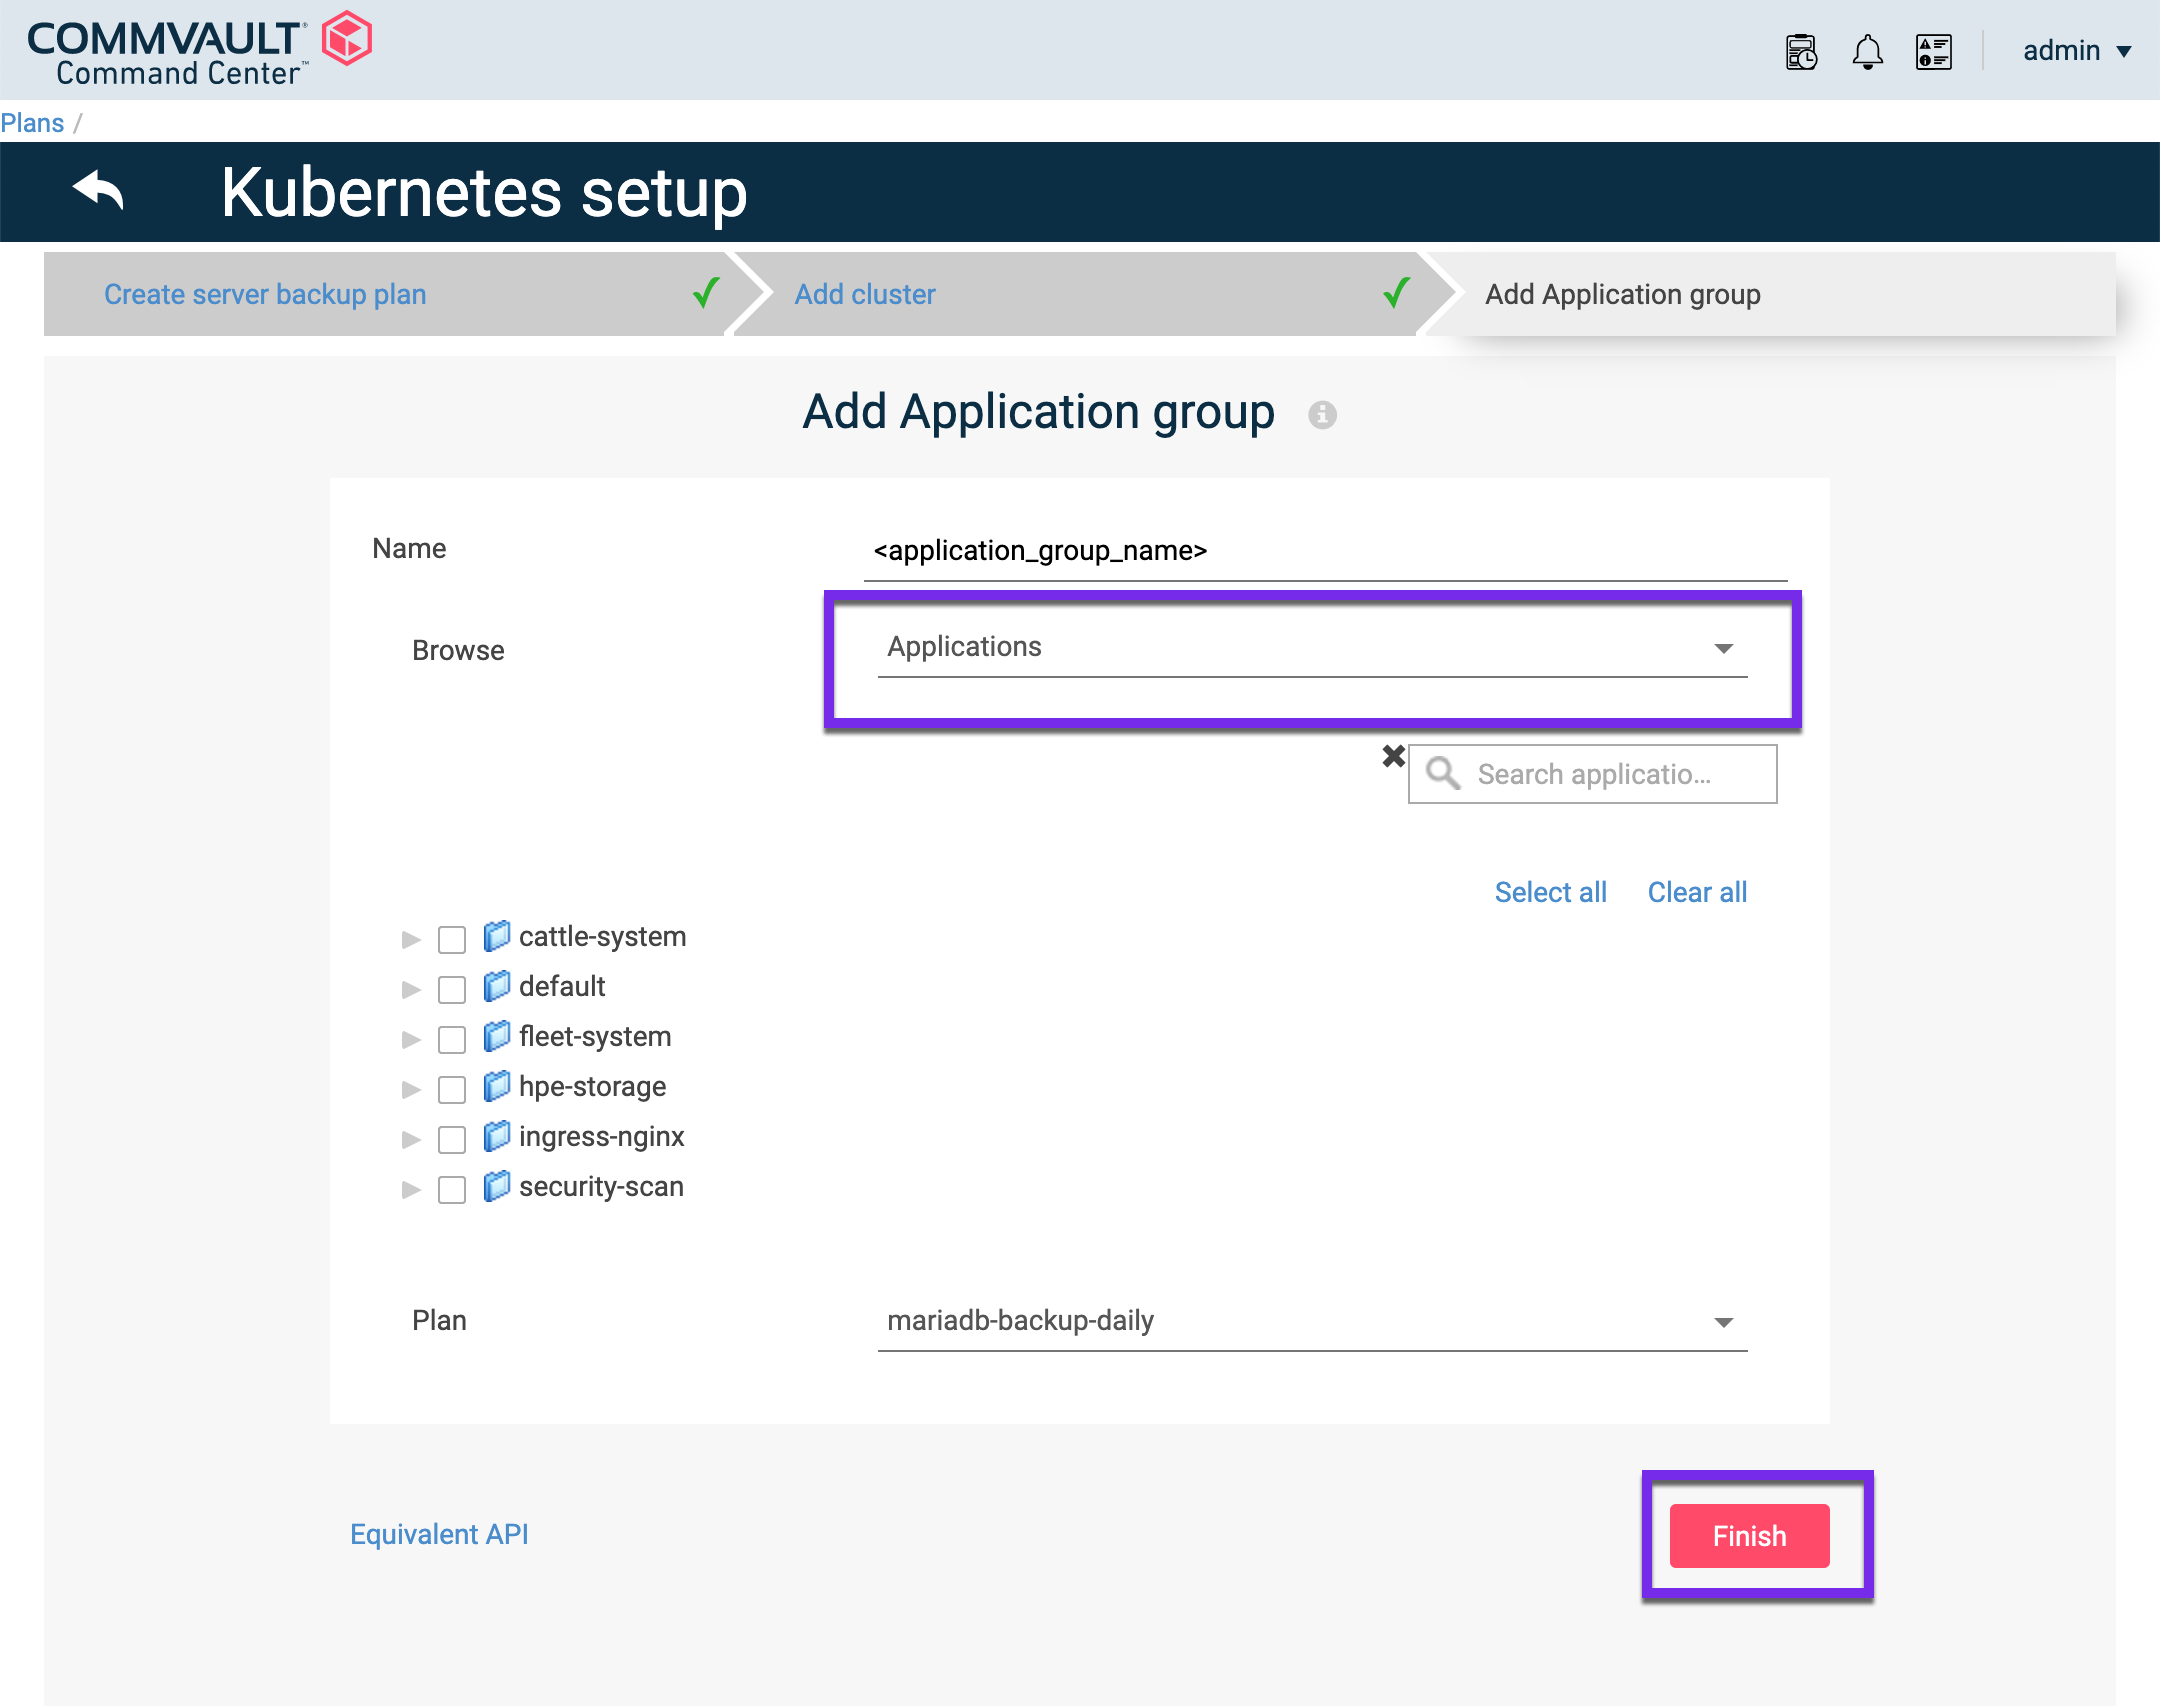 COMMVAULT®
Command Center™
admin
Plans /
Kubernetes setup
Create server backup plan
Add cluster
Add Application group
Add Application group
Name
<application_group_name>
Browse
Applications
Search applicatio...
Select all
Clear all
cattle-system
default
fleet-system
hpe-storage
ingress-nginx
security-scan
Plan
mariadb-backup-daily
Equivalent API
Finish